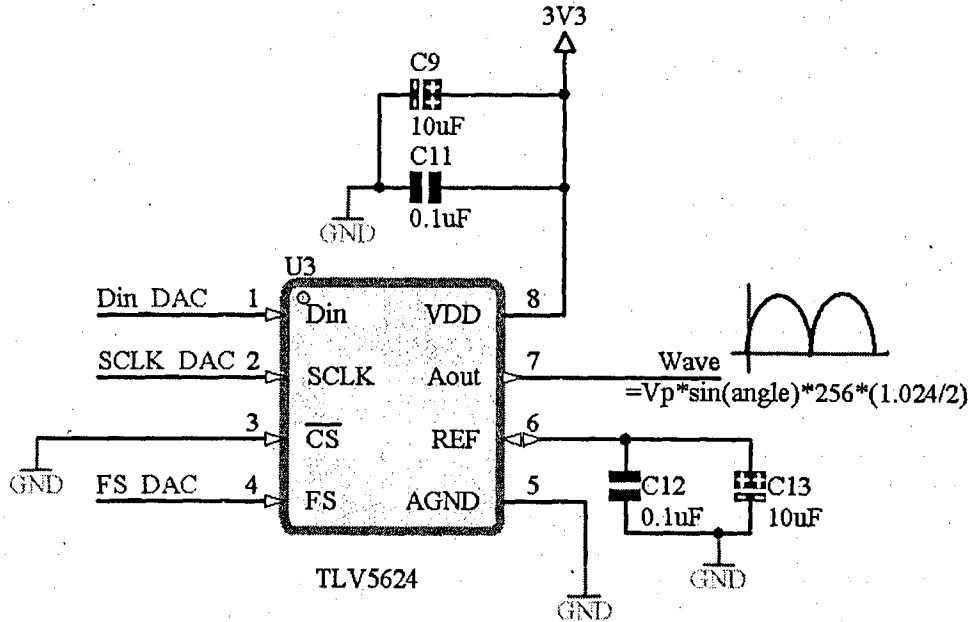 3V3
C9
10uF
C11
0.1uF
GND
U3
Din DAC 1 Din VDD 8
SCLK DAC 2 SCLK Aout 7 Wave
=Vp*sin(angle)*256*(1.024/2)
GND 3 CS REF 6
FS DAC 4 FS AGND 5
C12
0.1uF
C13
10uF
GND
GND
TLV5624